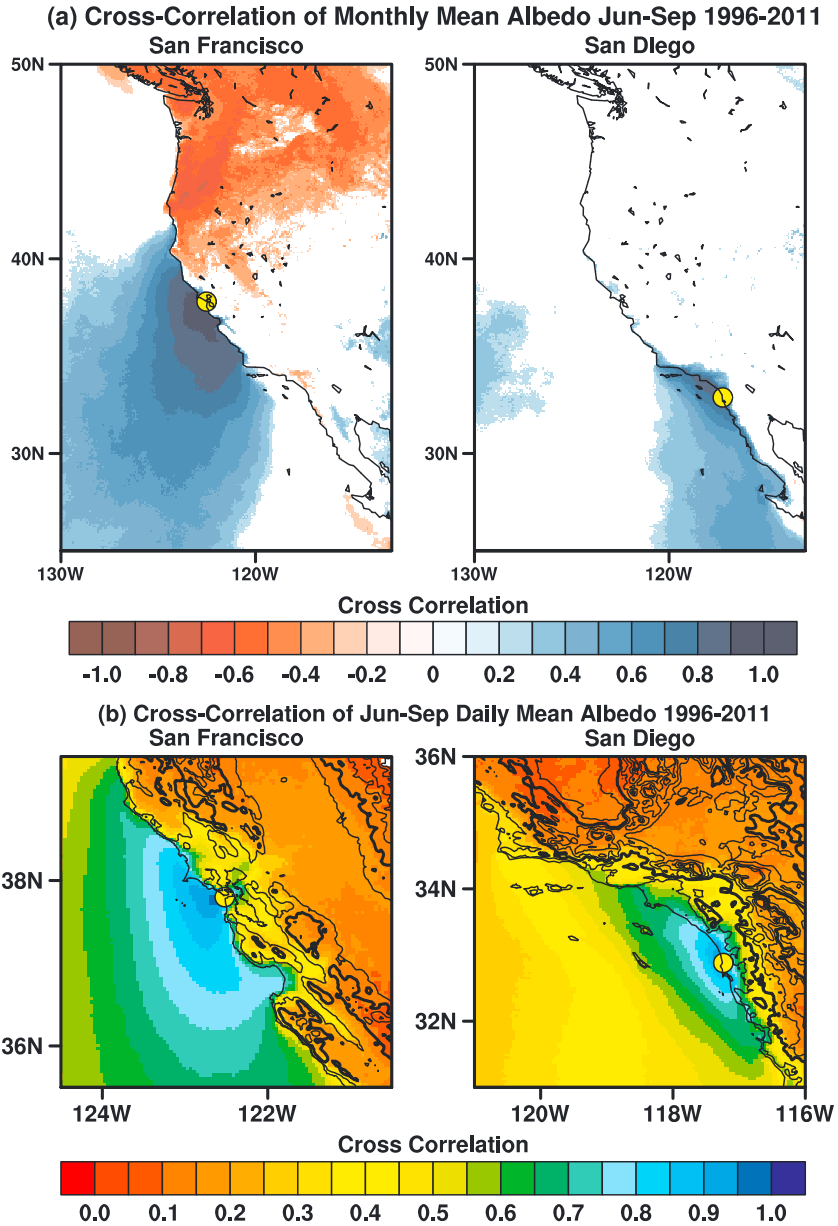 (a) Cross-Correlation of Monthly Mean Albedo Jun-Sep 1996-2011
San Francisco San Diego
50N 50N
40N 40N
30N 30N
130W 120W 130W 120W
Cross Correlation
-1.0 -0.8 -0.6 -0.4 -0.2 0 0.2 0.4 0.6 0.8 1.0
(b) Cross-Correlation of Jun-Sep Daily Mean Albedo 1996-2011
San Francisco San Diego
36N
38N 34N
36N 32N
124W 122W 120W 118W 116W
Cross Correlation
0.0 0.1 0.2 0.3 0.4 0.5 0.6 0.7 0.8 0.9 1.0